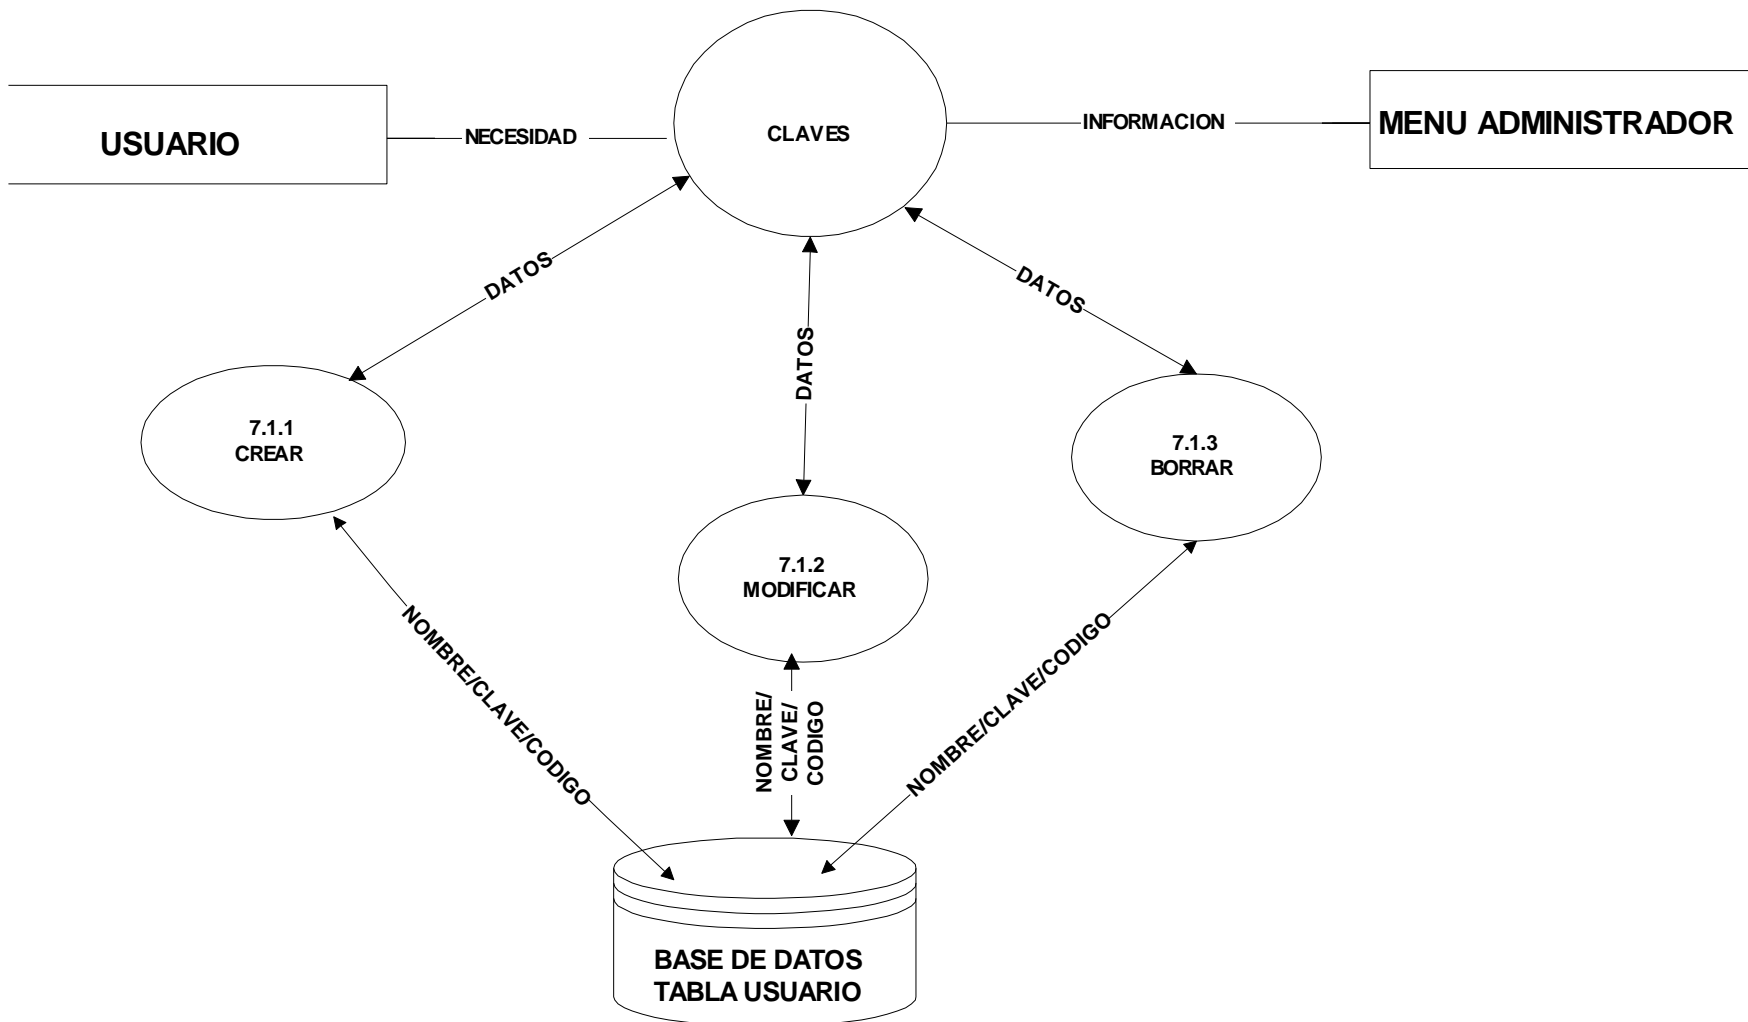 USUARIO
NECESIDAD
CLAVES
INFORMACION
MENU ADMINISTRADOR
DATOS
DATOS
DATOS
7.1.1
CREAR
7.1.2
MODIFICAR
7.1.3
BORRAR
NOMBRE/CLAVE/CODIGO
NOMBRE/
CLAVE/
CODIGO
NOMBRE/CLAVE/CODIGO
BASE DE DATOS
TABLA USUARIO